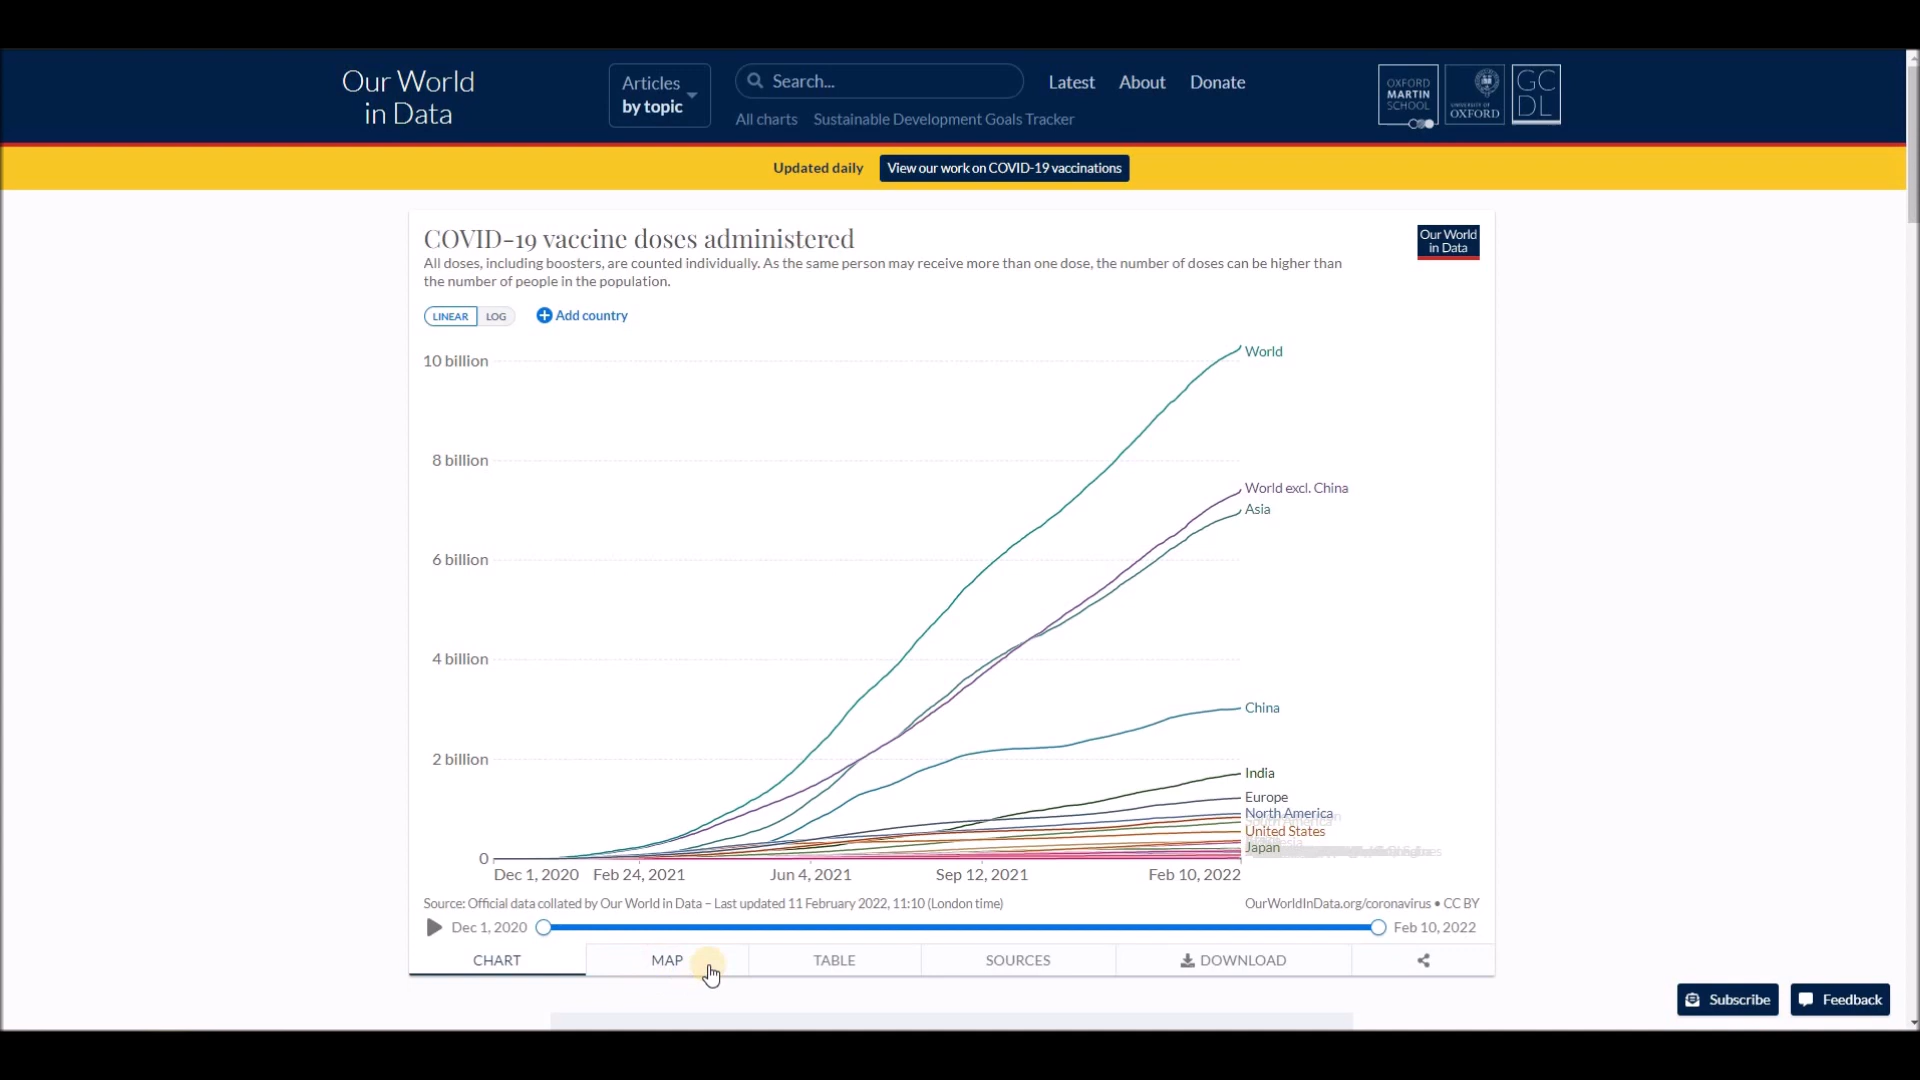 Our World
in Data
Articles
by topic
Search...
Latest
About
Donate
All charts
Sustainable Development Goals Tracker
OXFORD
MARTIN
SCHOOL
UNIVERSITY OF
OXFORD
GC
DL
Updated daily
View our work on COVID-19 vaccinations
COVID-19 vaccine doses administered
All doses, including boosters, are counted individually. As the same person may receive more than one dose, the number of doses can be higher than
the number of people in the population.
Our World
in Data
LINEAR
LOG
Add country
10 billion
World
8 billion
World excl. China
Asia
6 billion
4 billion
China
2 billion
India
Europe
North America
South America
United States
Japan
0
Dec 1, 2020
Feb 24, 2021
Jun 4, 2021
Sep 12, 2021
Feb 10, 2022
Source: Official data collated by Our World in Data – Last updated 11 February 2022, 11:10 (London time)
OurWorldInData.org/coronavirus • CC BY
Dec 1, 2020
Feb 10, 2022
CHART
MAP
TABLE
SOURCES
DOWNLOAD
Subscribe
Feedback